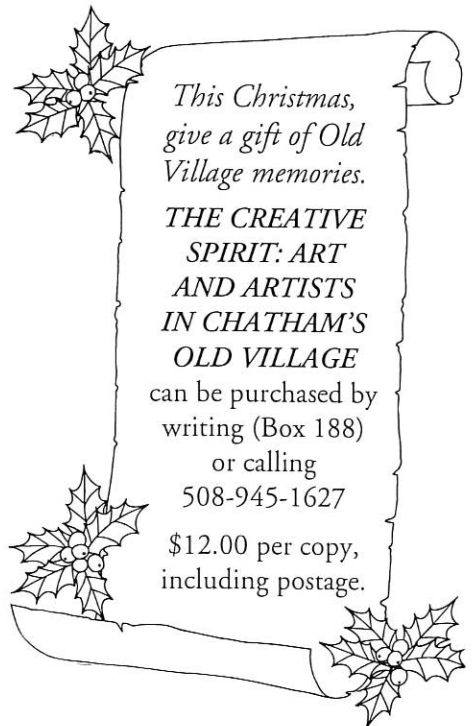 This Christmas,
give a gift of Old
Village memories.
THE CREATIVE
SPIRIT: ART
AND ARTISTS
IN CHATHAM'S
OLD VILLAGE
can be purchased by
writing (Box 188)
or calling
508-945-1627
$12.00 per copy,
including postage.